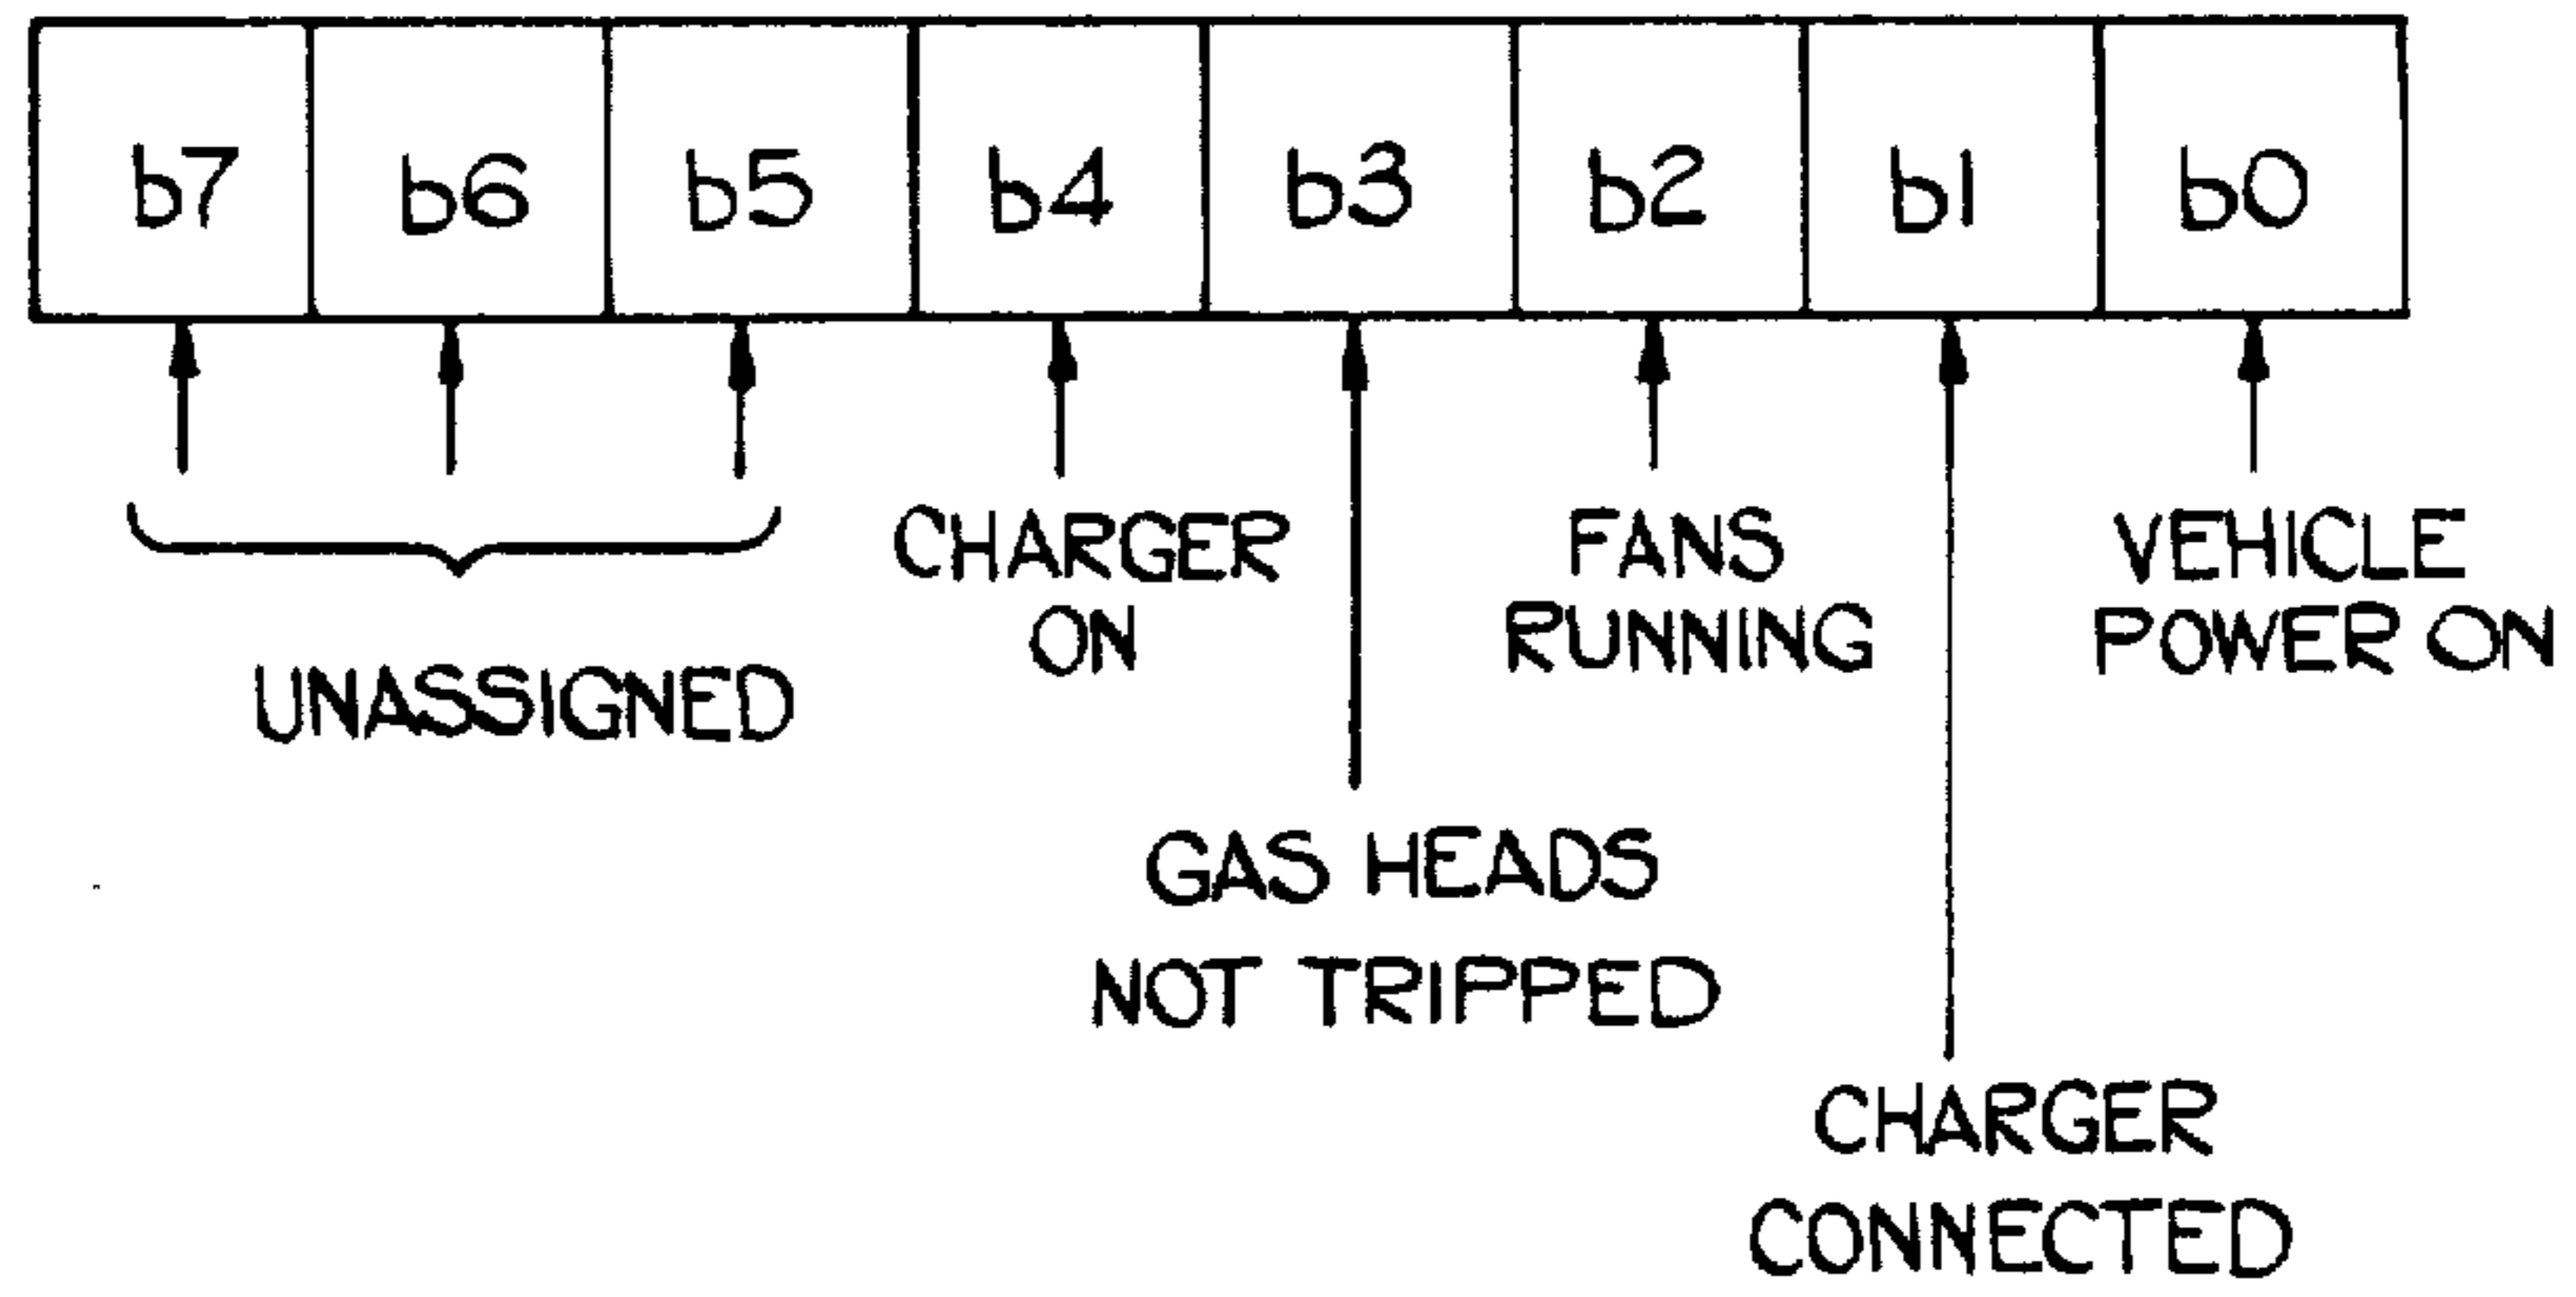 b7 b6 b5 b4 b3 b2 b1 b0
UNASSIGNED
CHARGER
ON
GAS HEADS
NOT TRIPPED
FANS
RUNNING
CHARGER
CONNECTED
VEHICLE
POWER ON